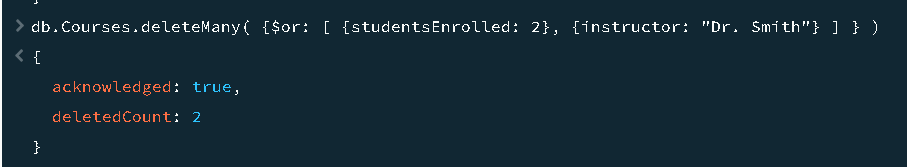 }
> db.Courses.deleteMany( {$or: [ {studentsEnrolled: 2}, {instructor: "Dr. Smith"} ] } )
< {
acknowledged: true,
deletedCount: 2
}